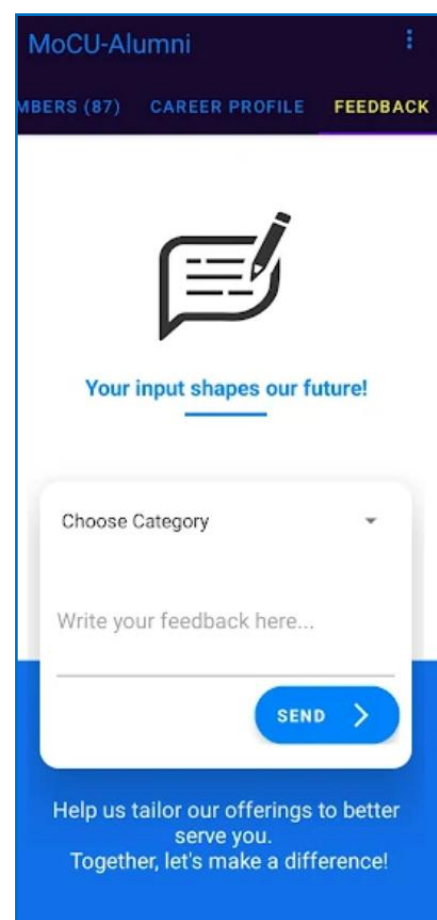 MoCU-Alumni
MBERS (87) CAREER PROFILE FEEDBACK
Your input shapes our future!
Choose Category
Write your feedback here...
SEND
Help us tailor our offerings to better
serve you.
Together, let's make a difference!